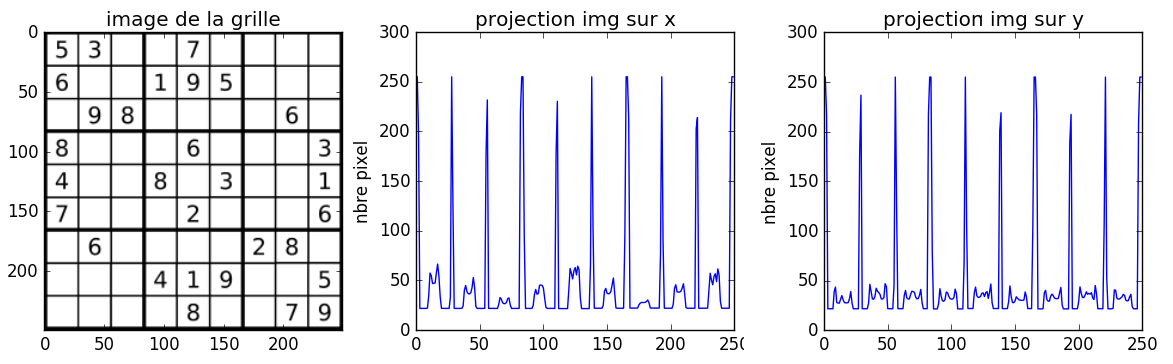 image de la grille
0
50
100
150
200
5 3 7
6 1 9 5
9 8 6
8 6 3
4 8 3 1
7 2 6
6 2 8
4 1 9 5
8 7 9
0 50 100 150 200
projection img sur x
nbre pixel
300
250
200
150
100
50
0
0 50 100 150 200 250
projection img sur y
nbre pixel
300
250
200
150
100
50
0
0 50 100 150 200 250